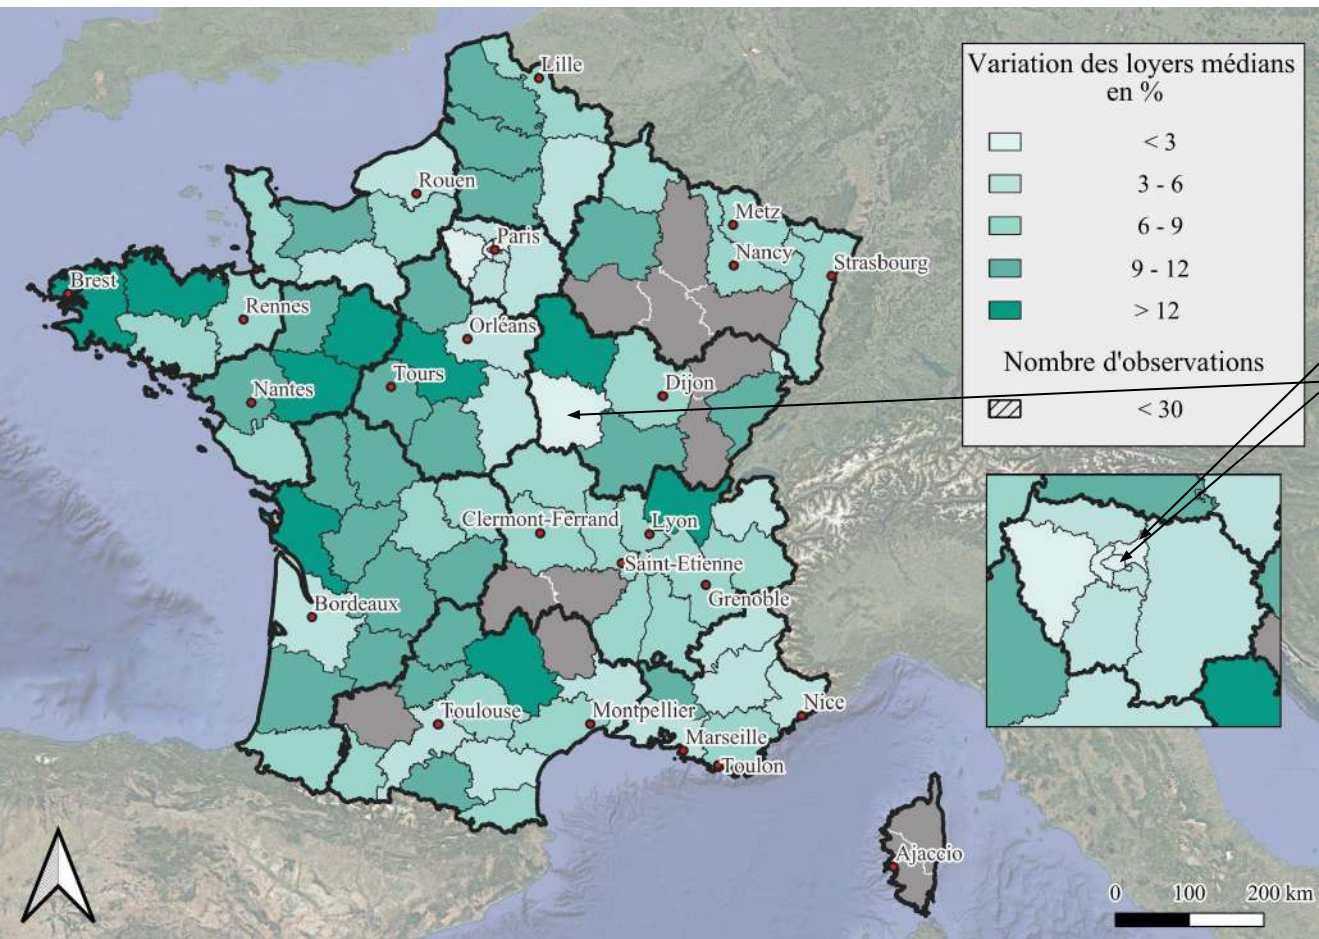 Variation des loyers médians
en %
< 3
3 - 6
6 - 9
9 - 12
> 12
Nombre d'observations
< 30
Lille
Rouen
Metz
Paris
Nancy
Strasbourg
Brest
Rennes
Orléans
Nantes
Tours
Dijon
Clermont-Ferrand
Lyon
Saint-Etienne
Grenoble
Bordeaux
Toulouse
Montpellier
Nice
Marseille
Toulon
Ajaccio
0 100 200 km